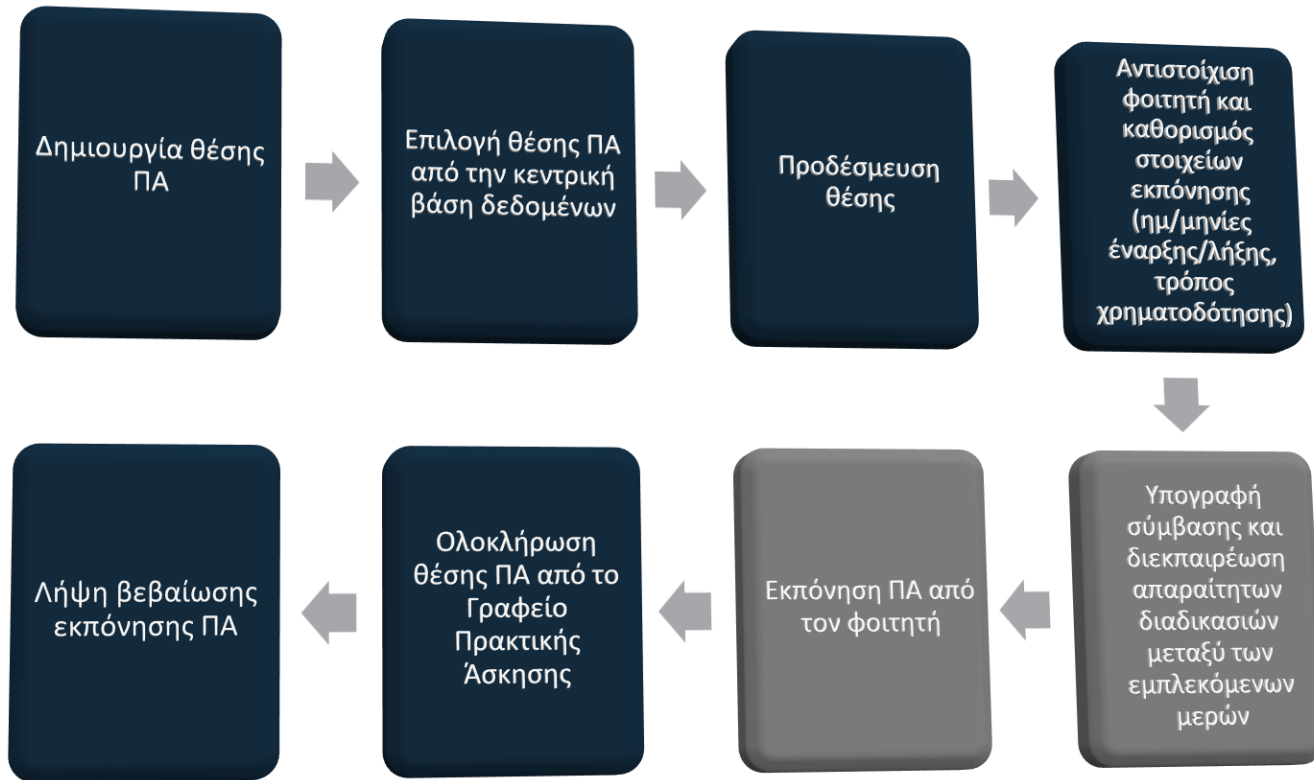 Δημιουργία θέσης
ΠΑ
Επιλογή θέσης ΠΑ
από την κεντρική
βάση δεδομένων
Προδέσμευση
θέσης
Αντιστοίχιση
φοιτητή και
καθορισμός
στοιχείων
εκπόνησης
(ημ/μηνίες
έναρξης/λήξης,
τρόπος
χρηματοδότησης)
Υπογραφή
σύμβασης και
διεκπαιρέωση
απαραίτητων
διαδικασιών
μεταξύ των
εμπλεκόμενων
μερών
Εκπόνηση ΠΑ από
τον φοιτητή
Ολοκλήρωση
θέσης ΠΑ από το
Γραφείο
Πρακτικής
Άσκησης
Λήψη βεβαίωσης
εκπόνησης ΠΑ